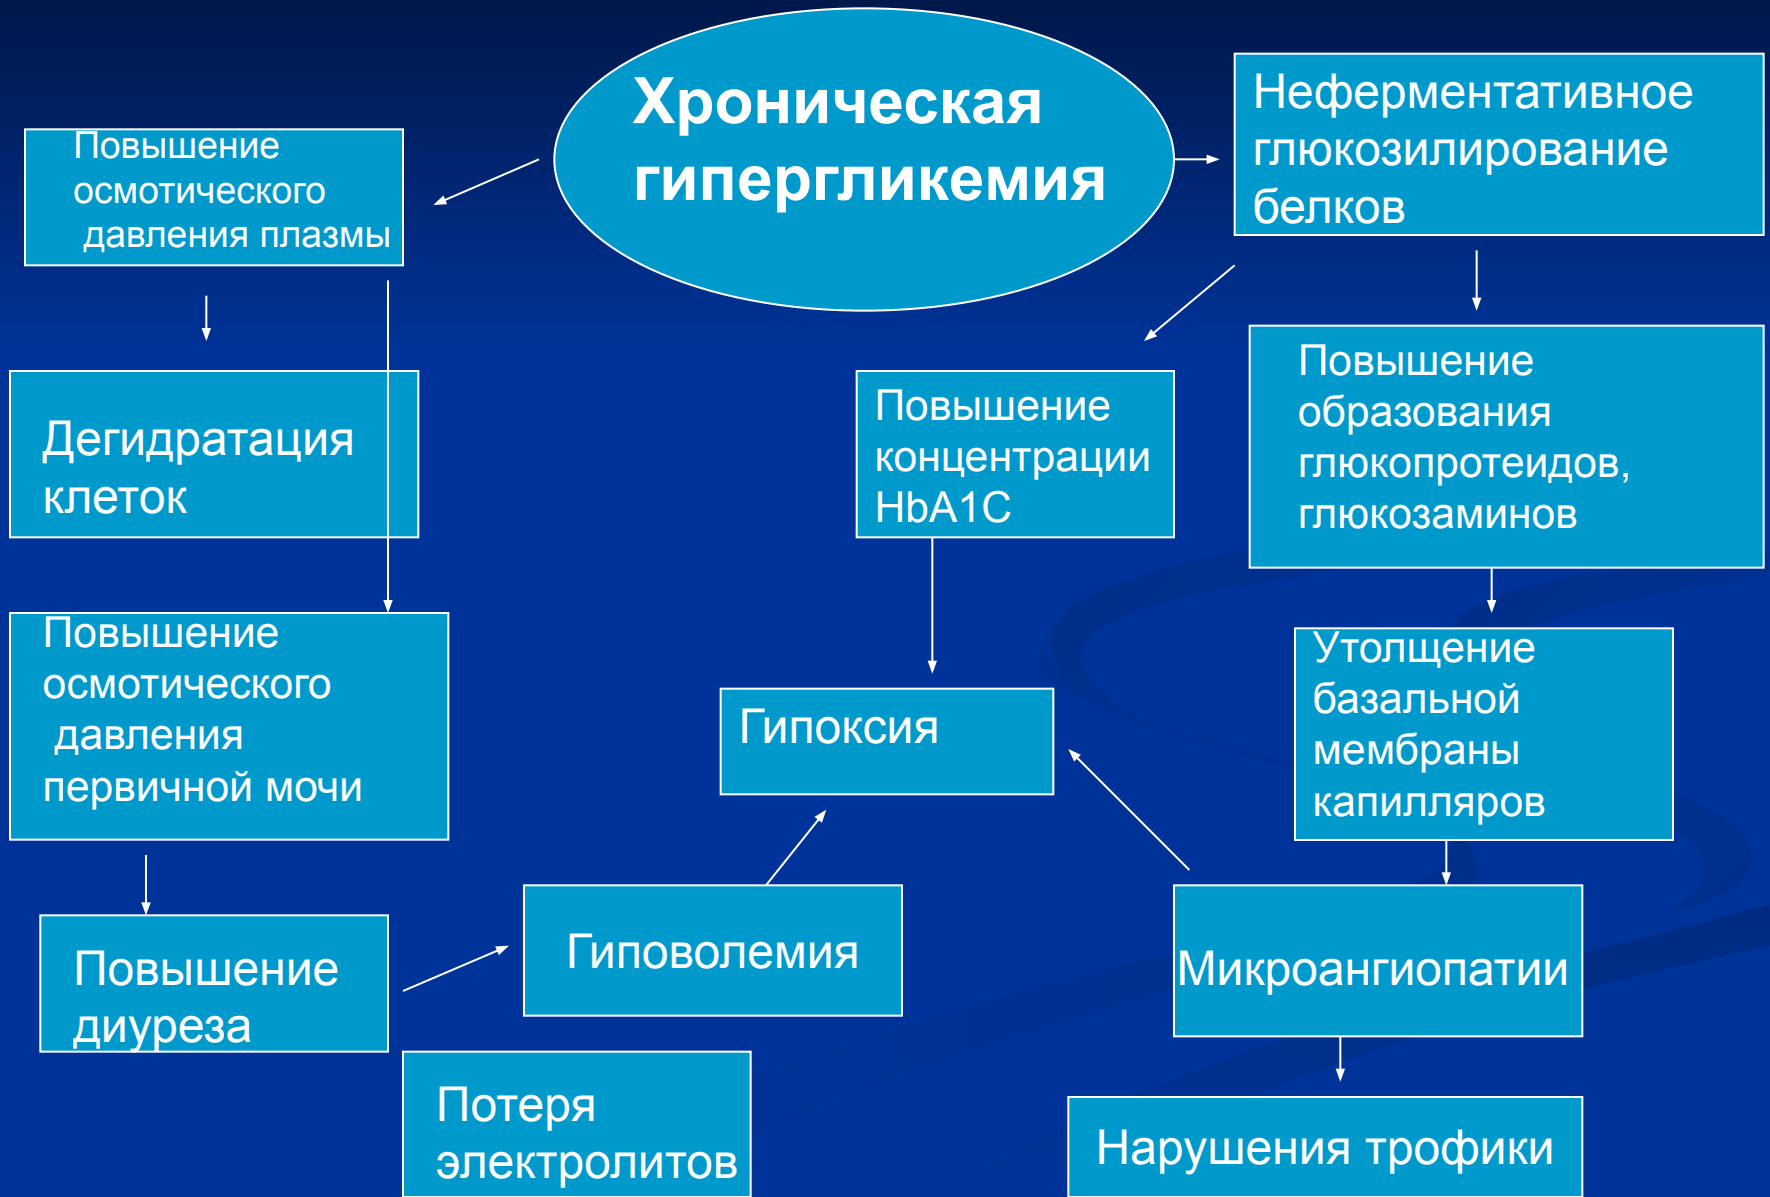 Хроническая
гипергликемия
Неферментативное
глюкозилирование
белков
Повышение
осмотического
давления плазмы
Дегидратация
клеток
Повышение
концентрации
HbA1C
Повышение
образования
глюкопротеидов,
глюкозаминов
Повышение
осмотического
давления
первичной мочи
Гипоксия
Утолщение
базальной
мембраны
капилляров
Повышение
диуреза
Гиповолемия
Микроангиопатии
Потеря
электролитов
Нарушения трофики